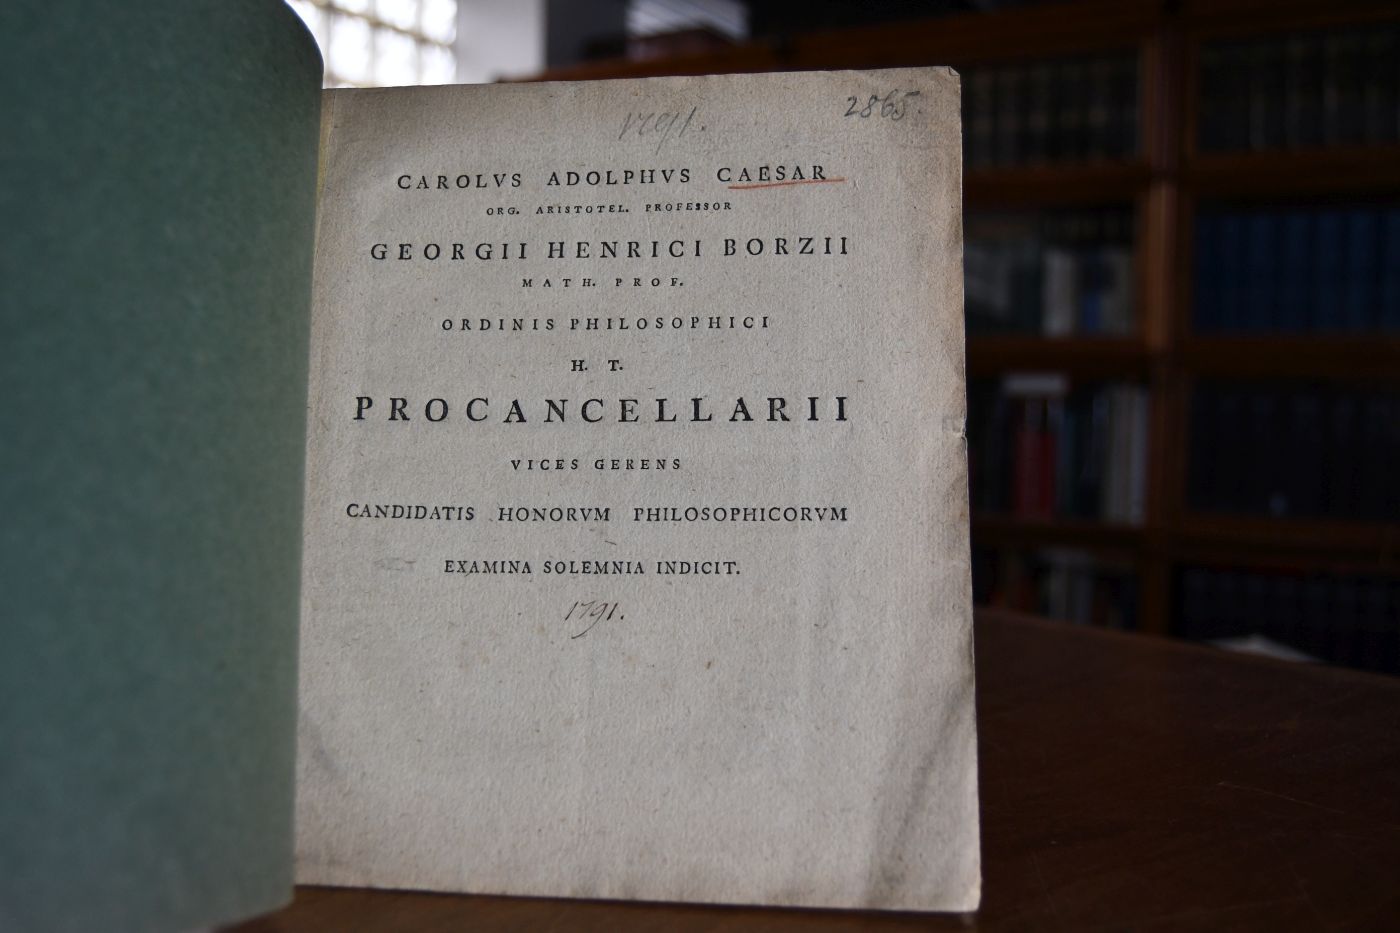 2865.
1791.
CAROLVS ADOLPHVS CAESAR
ORG. ARISTOTEL. PROFESSOR
GEORGII HENRICI BORZII
MATH. PROF.
ORDINIS PHILOSOPHICI
H. T.
PROCANCELLARII
VICES GERENS
CANDIDATIS HONORVM PHILOSOPHICORVM
EXAMINA SOLEMNIA INDICIT.
1791.